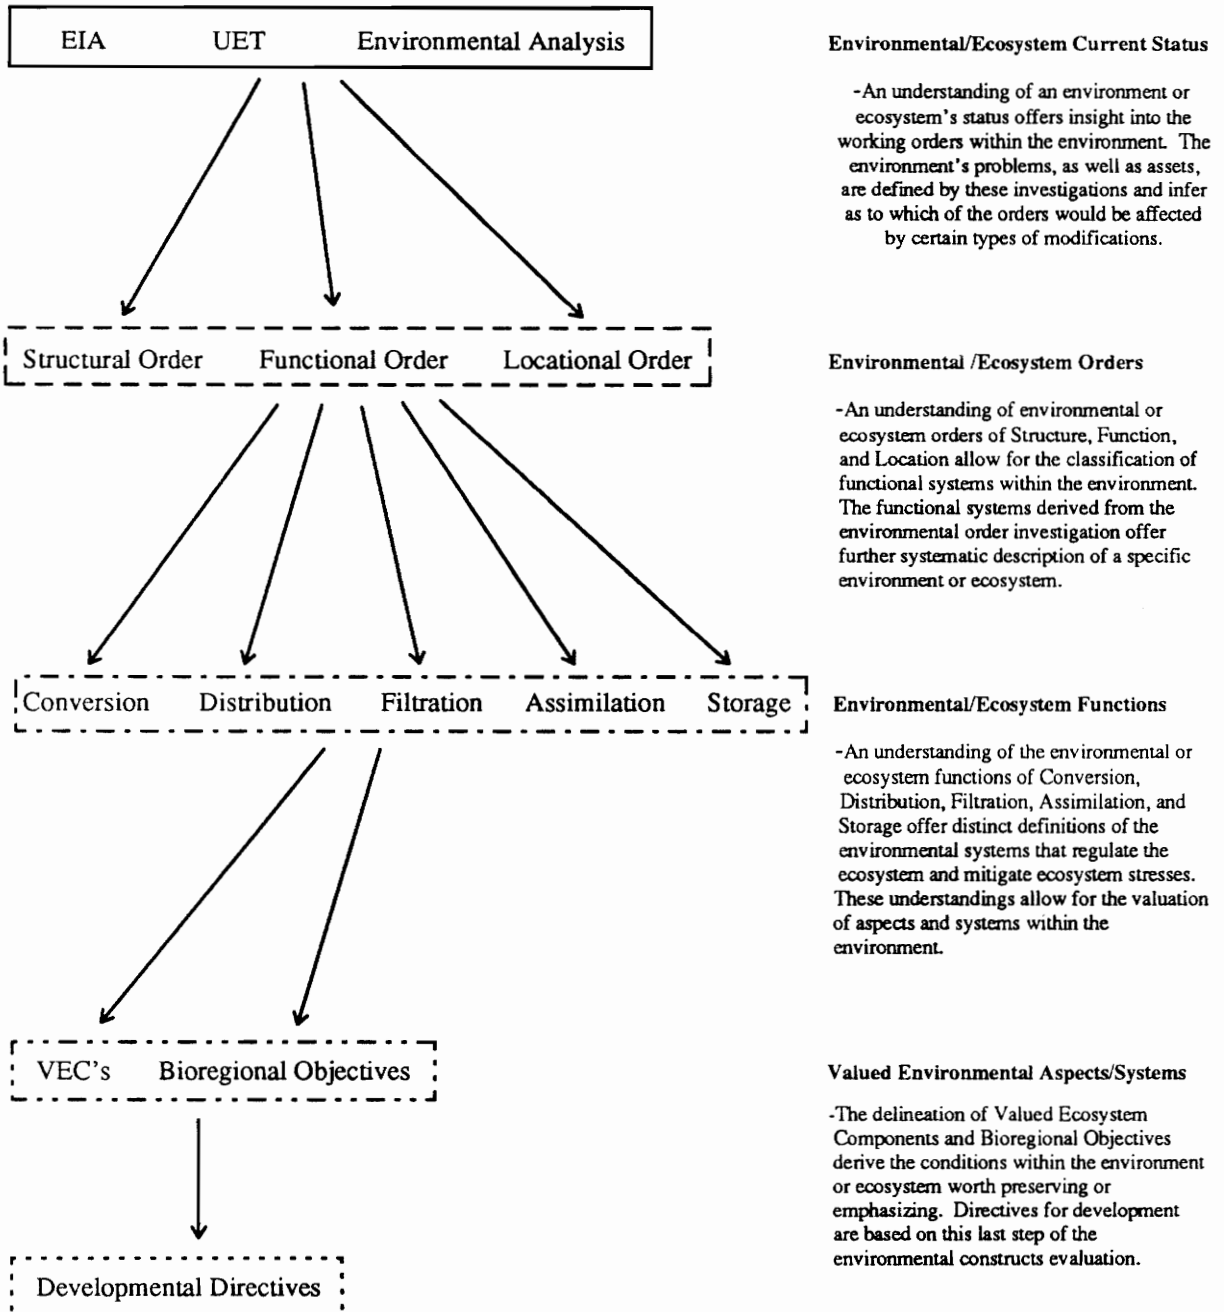 EIA UET Environmental Analysis
Environmental/Ecosystem Current Status
-An understanding of an environment or
ecosystem's status offers insight into the
working orders within the environment. The
environment's problems, as well as assets,
are defined by these investigations and infer
as to which of the orders would be affected
by certain types of modifications.
Structural Order Functional Order Locational Order
Environmental /Ecosystem Orders
-An understanding of environmental or
ecosystem orders of Structure, Function,
and Location allow for the classification of
functional systems within the environment.
The functional systems derived from the
environmental order investigation offer
further systematic description of a specific
environment or ecosystem.
Conversion Distribution Filtration Assimilation Storage
Environmental/Ecosystem Functions
-An understanding of the environmental or
ecosystem functions of Conversion,
Distribution, Filtration, Assimilation, and
Storage offer distinct definitions of the
environmental systems that regulate the
ecosystem and mitigate ecosystem stresses.
These understandings allow for the valuation
of aspects and systems within the
environment.
VEC's Bioregional Objectives
Valued Environmental Aspects/Systems
-The delineation of Valued Ecosystem
Components and Bioregional Objectives
derive the conditions within the environment
or ecosystem worth preserving or
emphasizing. Directives for development
are based on this last step of the
environmental constructs evaluation.
Developmental Directives